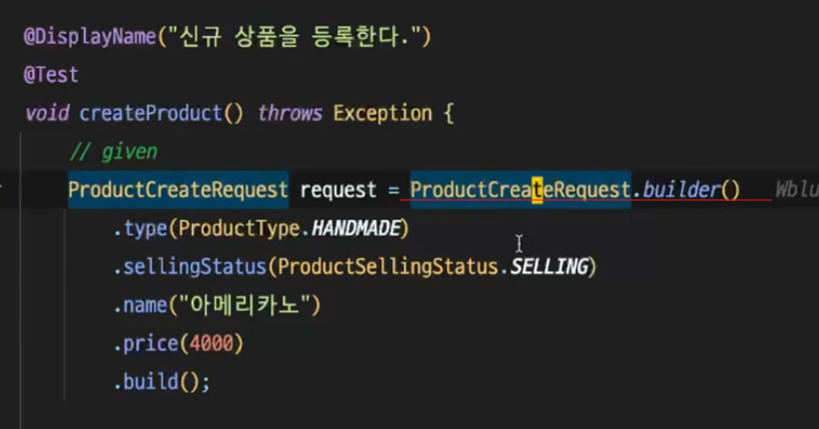 @DisplayName("신규 상품을 등록한다.")
@Test
void createProduct() throws Exception {
// given
ProductCreateRequest request = ProductCreateRequest.builder() Wblu
.type(ProductType.HANDMADE)
.sellingStatus(ProductSellingStatus.SELLING)
.name("아메리카노")
.price(4000)
.build();